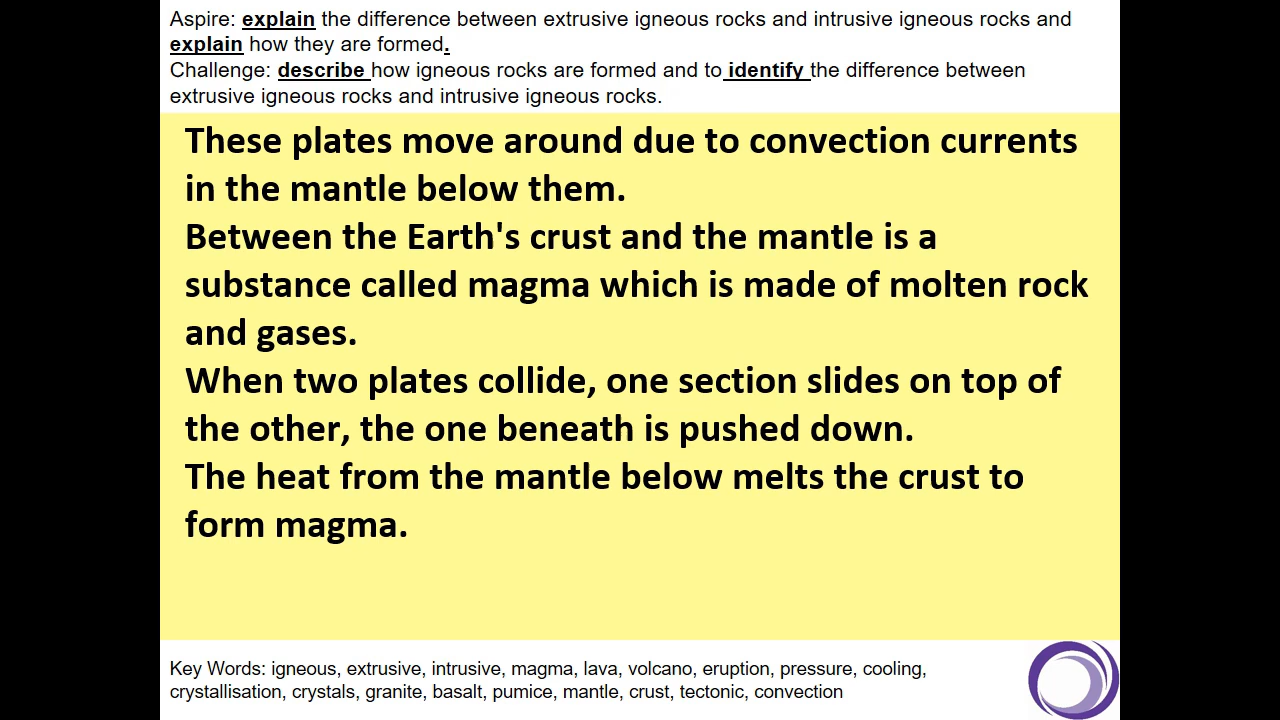 Aspire: explain the difference between extrusive igneous rocks and intrusive igneous rocks and
explain how they are formed.
Challenge: describe how igneous rocks are formed and to identify the difference between
extrusive igneous rocks and intrusive igneous rocks.
These plates move around due to convection currents
in the mantle below them.
Between the Earth's crust and the mantle is a
substance called magma which is made of molten rock
and gases.
When two plates collide, one section slides on top of
the other, the one beneath is pushed down.
The heat from the mantle below melts the crust to
form magma.
Key Words: igneous, extrusive, intrusive, magma, lava, volcano, eruption, pressure, cooling,
crystallisation, crystals, granite, basalt, pumice, mantle, crust, tectonic, convection